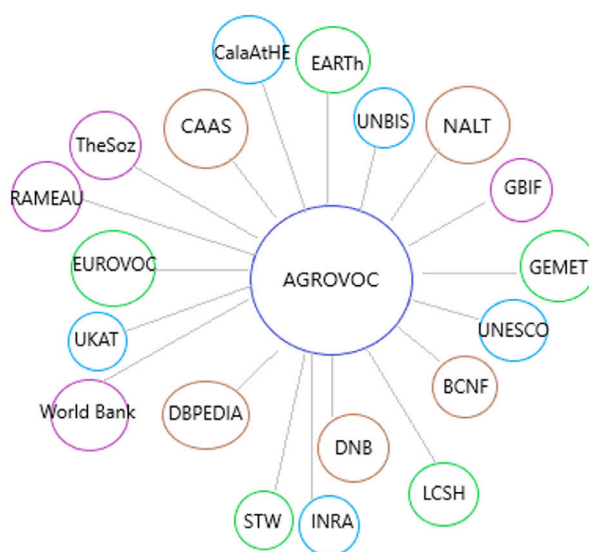 CalaAtHE
EARTh
CAAS
UNBIS
NALT
TheSoz
RAMEAU
GBIF
EUROVOC
AGROVOC
GEMET
UKAT
UNESCO
World Bank
DBPEDIA
BCNF
DNB
LCSH
STW
INRA